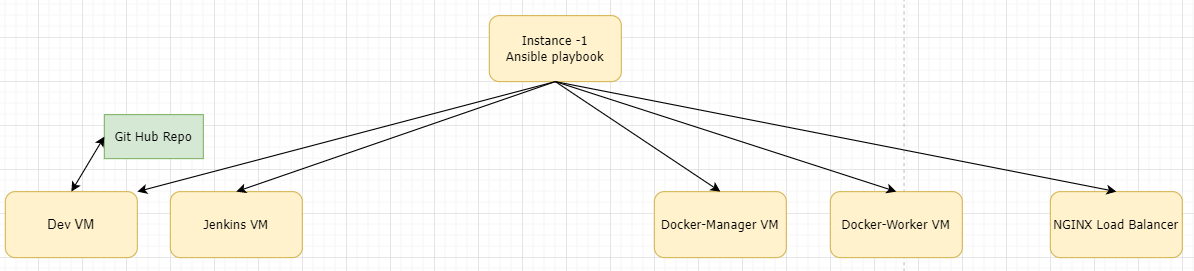 Instance -1
Ansible playbook
Git Hub Repo
Dev VM
Jenkins VM
Docker-Manager VM
Docker-Worker VM
NGINX Load Balancer